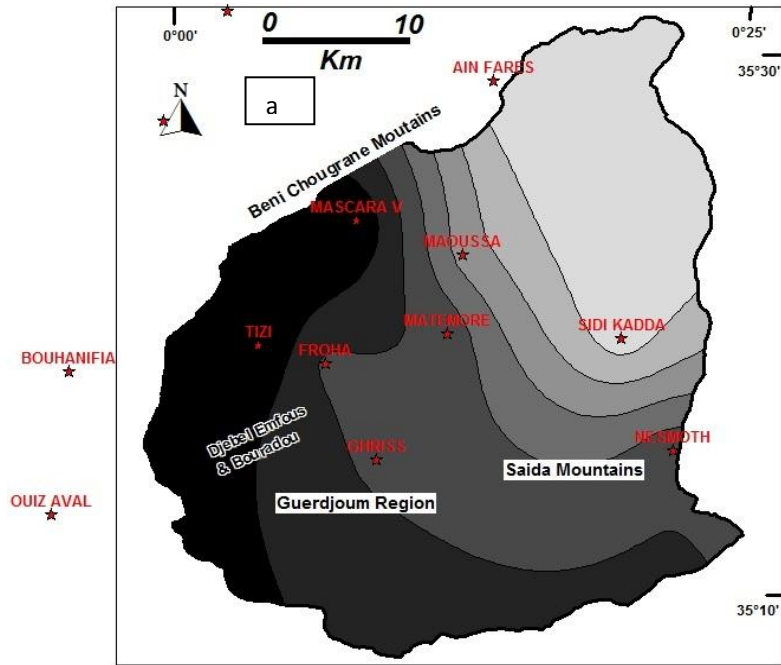 0°00'
0
10
Km
0°25'
35°30'
AIN FARES
N
a
Beni Chougrane Moutains
MASCARA V
MAOUSSA
MATEMORE
SIDI KADDA
TIZI
FROHA
BOUHANIFIA
Djebel Emfous
& Bouradou
GHRISS
NESMOTH
Saida Mountains
Guerdjoum Region
OUIZ AVAL
35°10'